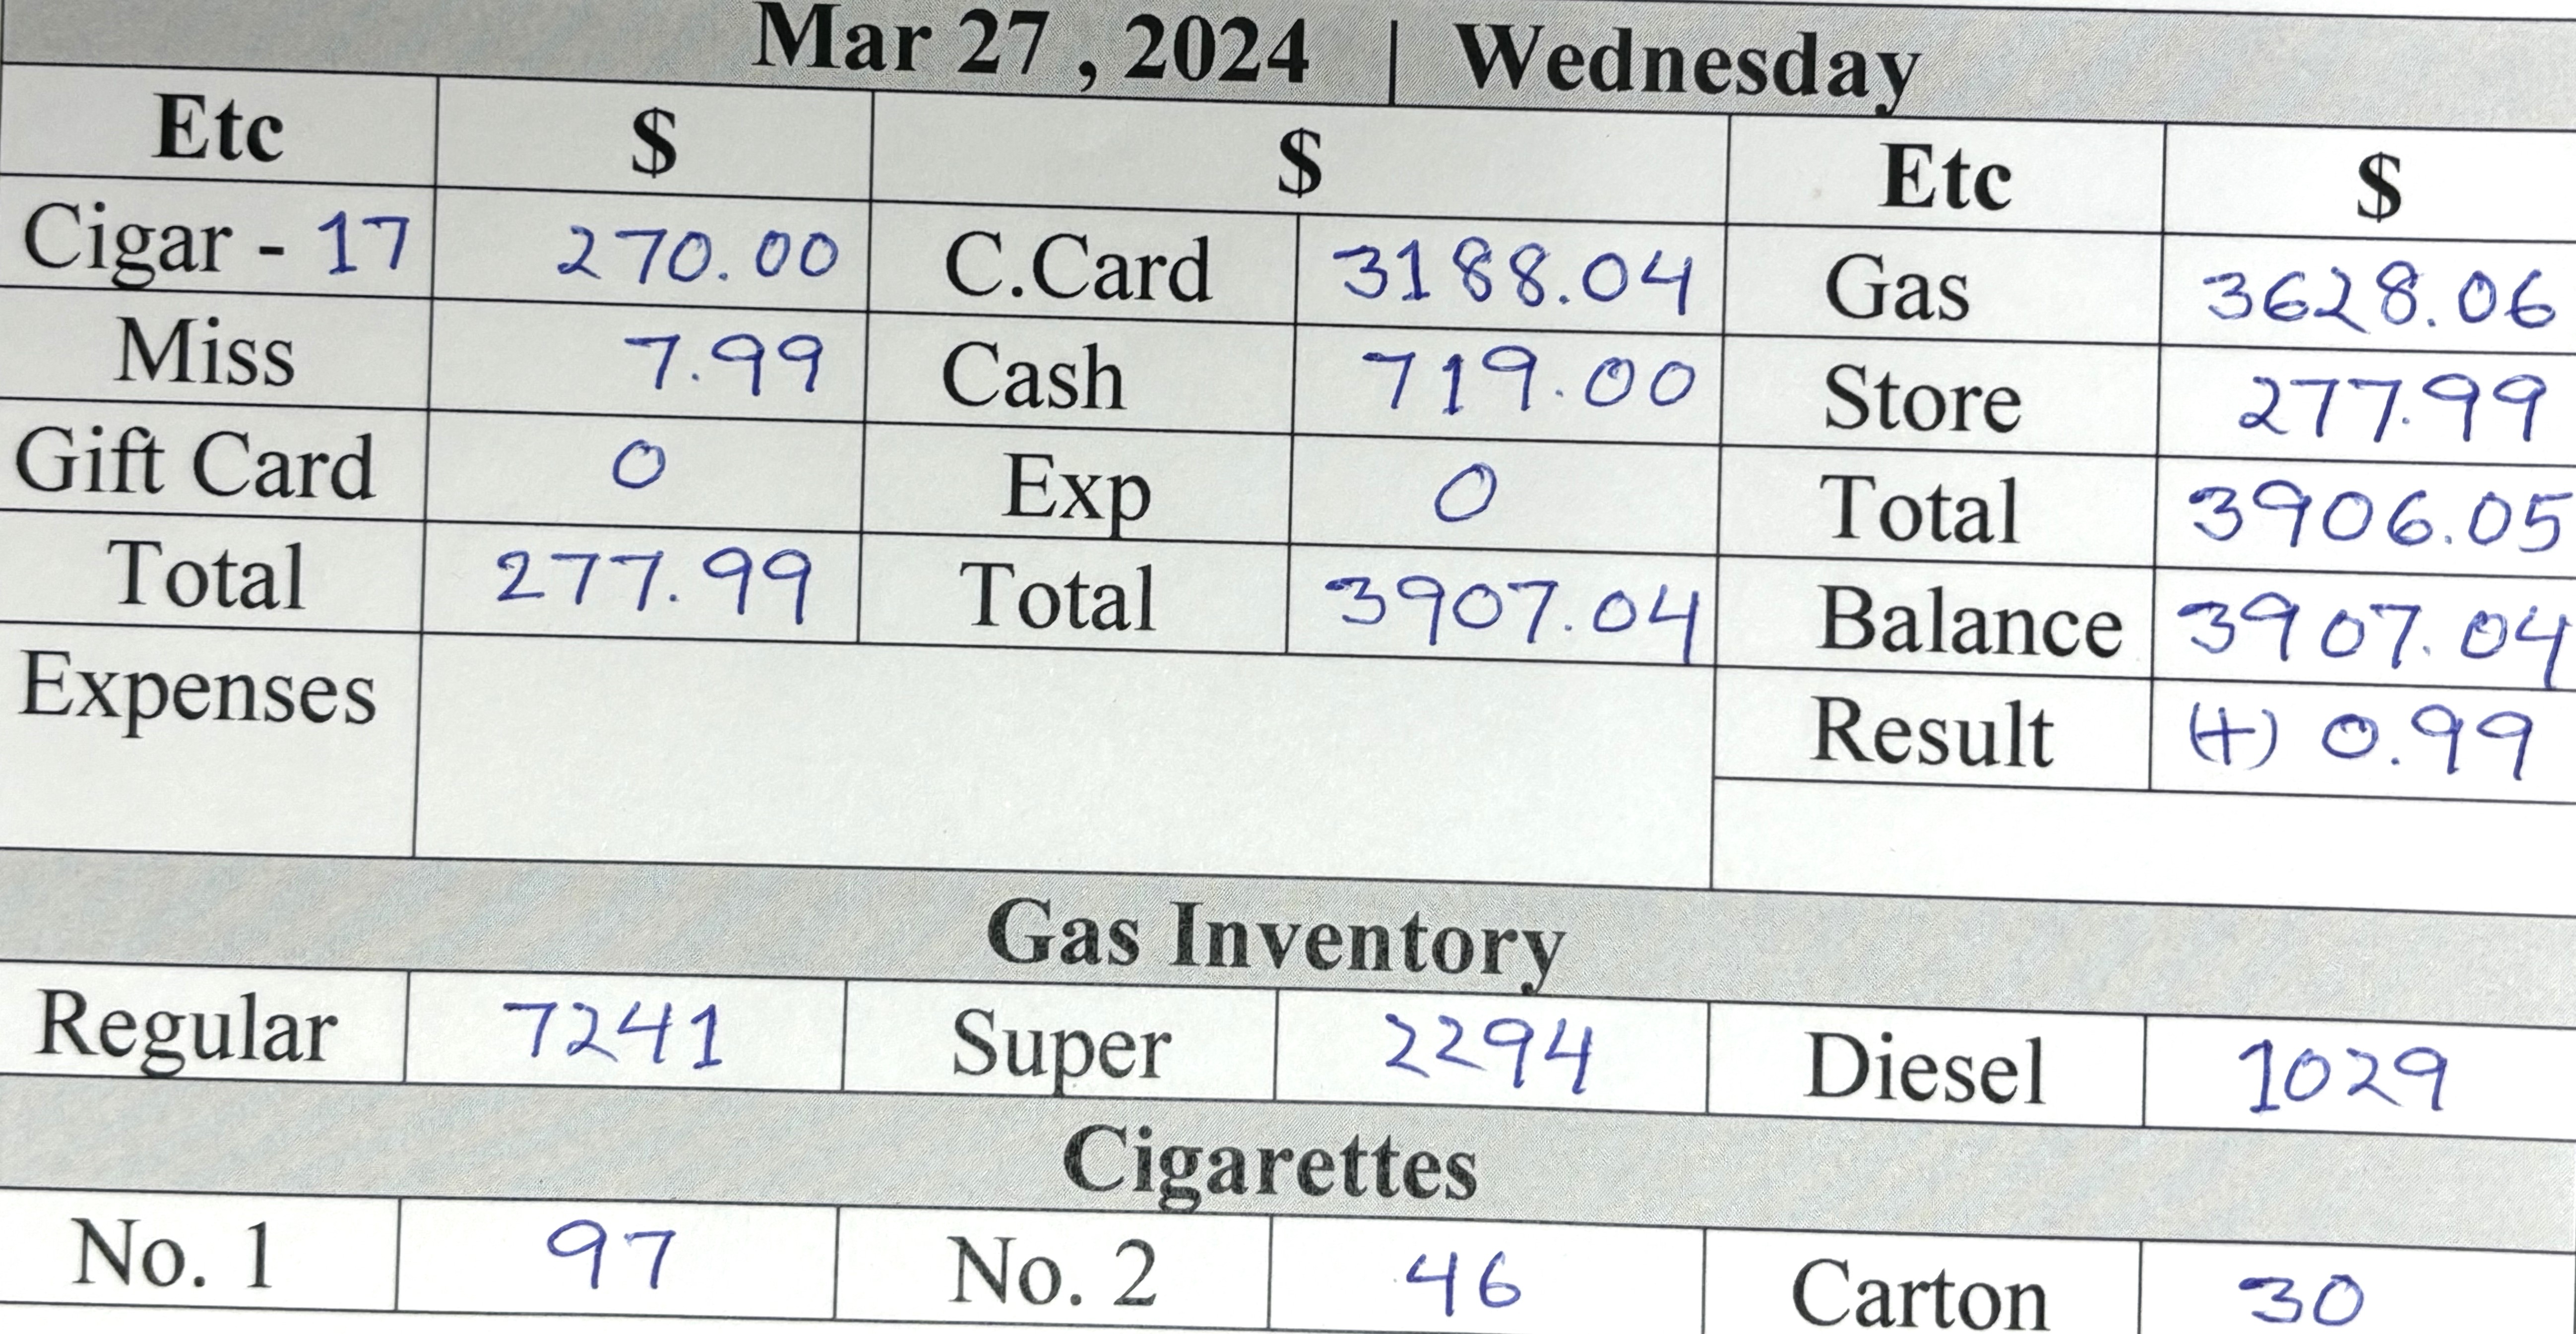 Mar 27 , 2024 | Wednesday
Etc $ $ Etc $
Cigar - 17 270.00 C.Card 3188.04 Gas 3628.06
Miss 7.99 Cash 719.00 Store 277.99
Gift Card 0 Exp 0 Total 3906.05
Total 277.99 Total 3907.04 Balance 3907.04
Expenses Result (+) 0.99
Gas Inventory
Regular 7241 Super 2294 Diesel 1029
Cigarettes
No. 1 97 No. 2 46 Carton 30